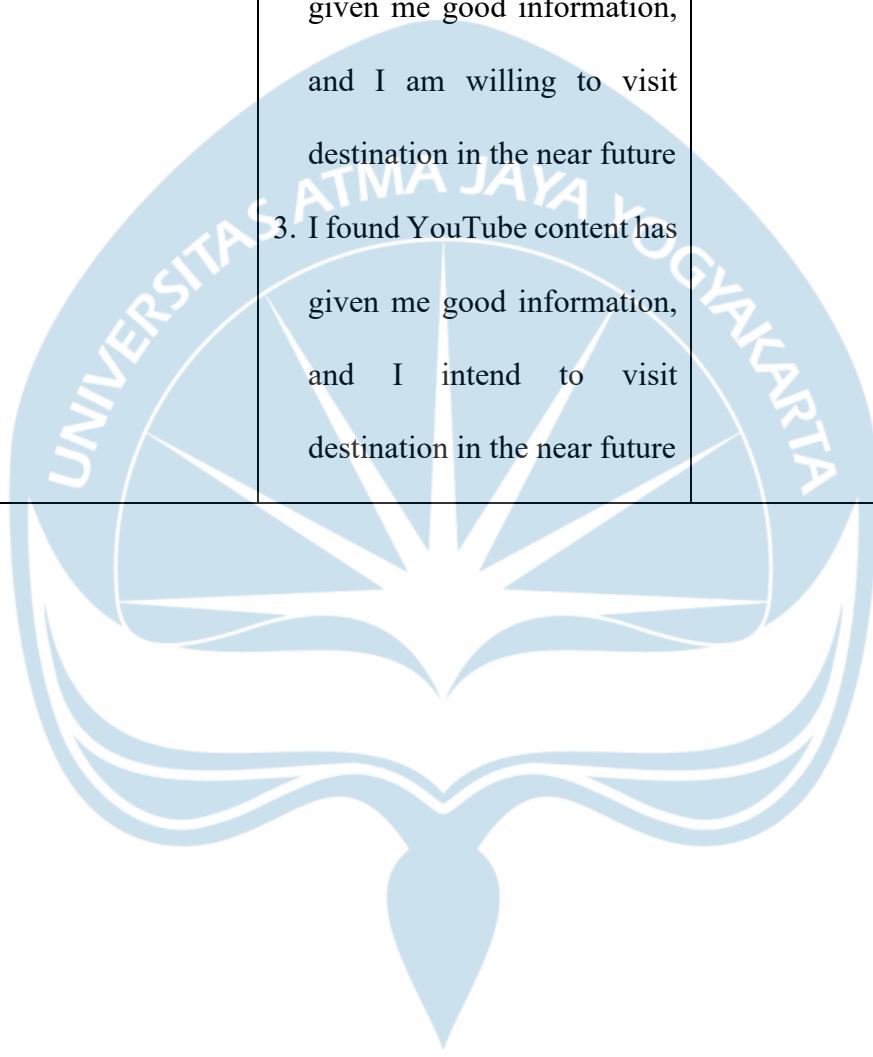 given me good information,
and I am willing to visit
destination in the near future
3. I found YouTube content has
given me good information,
and I intend to visit
destination in the near future
UNIVERSITAS ATMA JAYA YOGYAKARTA